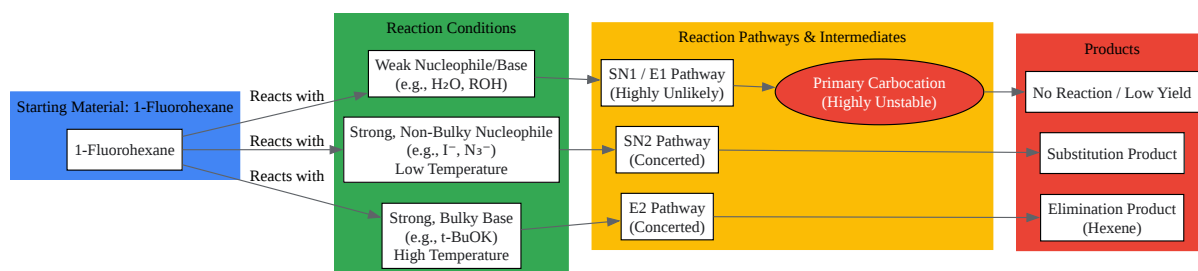 Starting Material: 1-Fluorohexane
1-Fluorohexane
Reacts with
Reacts with
Reacts with
Reaction Conditions
Weak Nucleophile/Base
(e.g., H₂O, ROH)
Strong, Non-Bulky Nucleophile
(e.g., I⁻, N₃⁻)
Low Temperature
Strong, Bulky Base
(e.g., t-BuOK)
High Temperature
Reaction Pathways & Intermediates
SN1 / E1 Pathway
(Highly Unlikely)
Primary Carbocation
(Highly Unstable)
SN2 Pathway
(Concerted)
E2 Pathway
(Concerted)
Products
No Reaction / Low Yield
Substitution Product
Elimination Product
(Hexene)